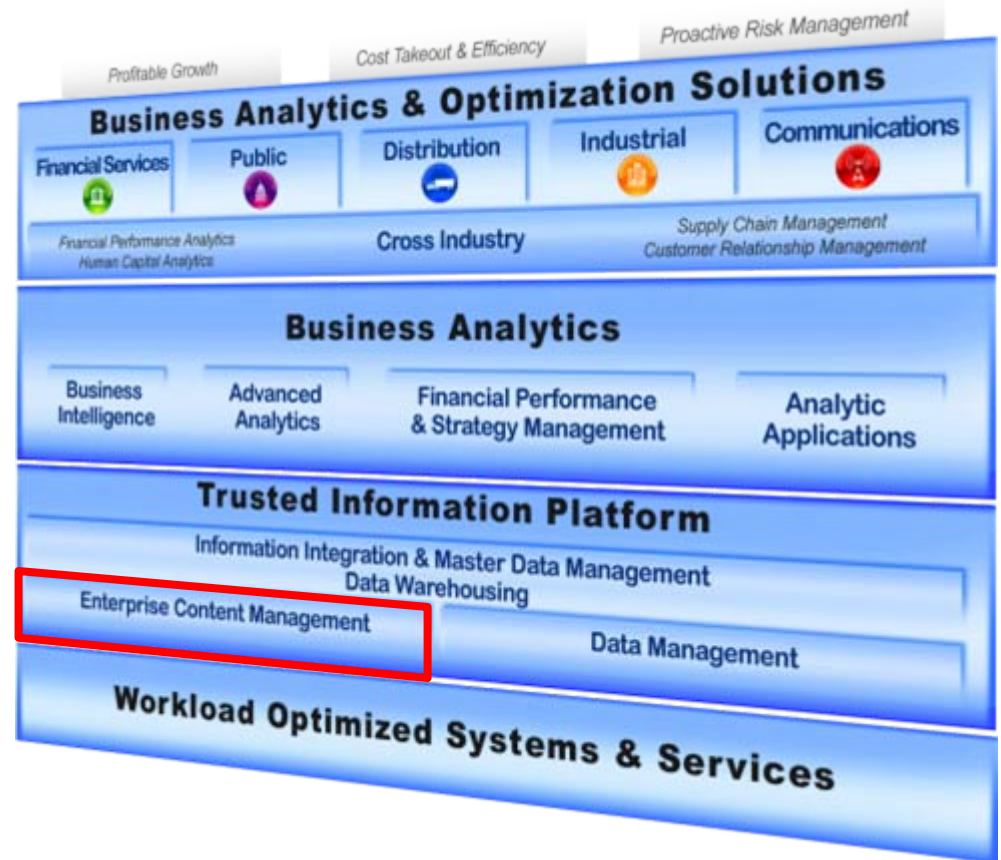 Profitable Growth
Cost Takeout & Efficiency
Proactive Risk Management
Business Analytics & Optimization Solutions
Financial Services
Public
Distribution
Industrial
Communications
Financial Performance Analytics
Human Capital Analytics
Cross Industry
Supply Chain Management
Customer Relationship Management
Business Analytics
Business
Intelligence
Advanced
Analytics
Financial Performance
& Strategy Management
Analytic
Applications
Trusted Information Platform
Information Integration & Master Data Management
Data Warehousing
Enterprise Content Management
Data Management
Workload Optimized Systems & Services